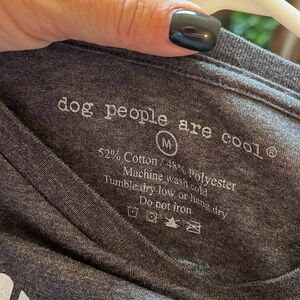 dog people are cool®
M
52% Cotton / 48% Polyester
Machine wash cold
Tumble dry low or hang dry
Do not iron